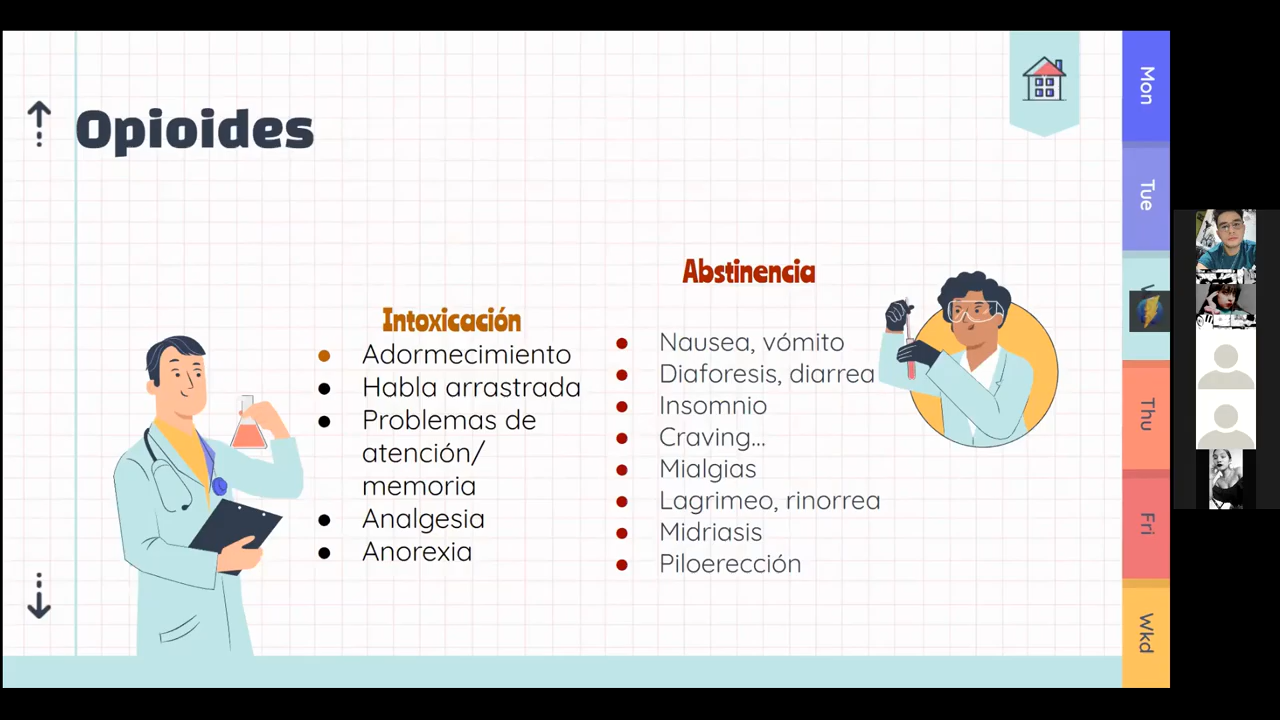 Opioides
Intoxicación
Adormecimiento
Habla arrastrada
Problemas de
atención/
memoria
Analgesia
Anorexia
Abstinencia
Nausea, vómito
Diaforesis, diarrea
Insomnio
Craving...
Mialgias
Lagrimeo, rinorrea
Midriasis
Piloerección
Mon
Tue
Thu
Fri
Wkd